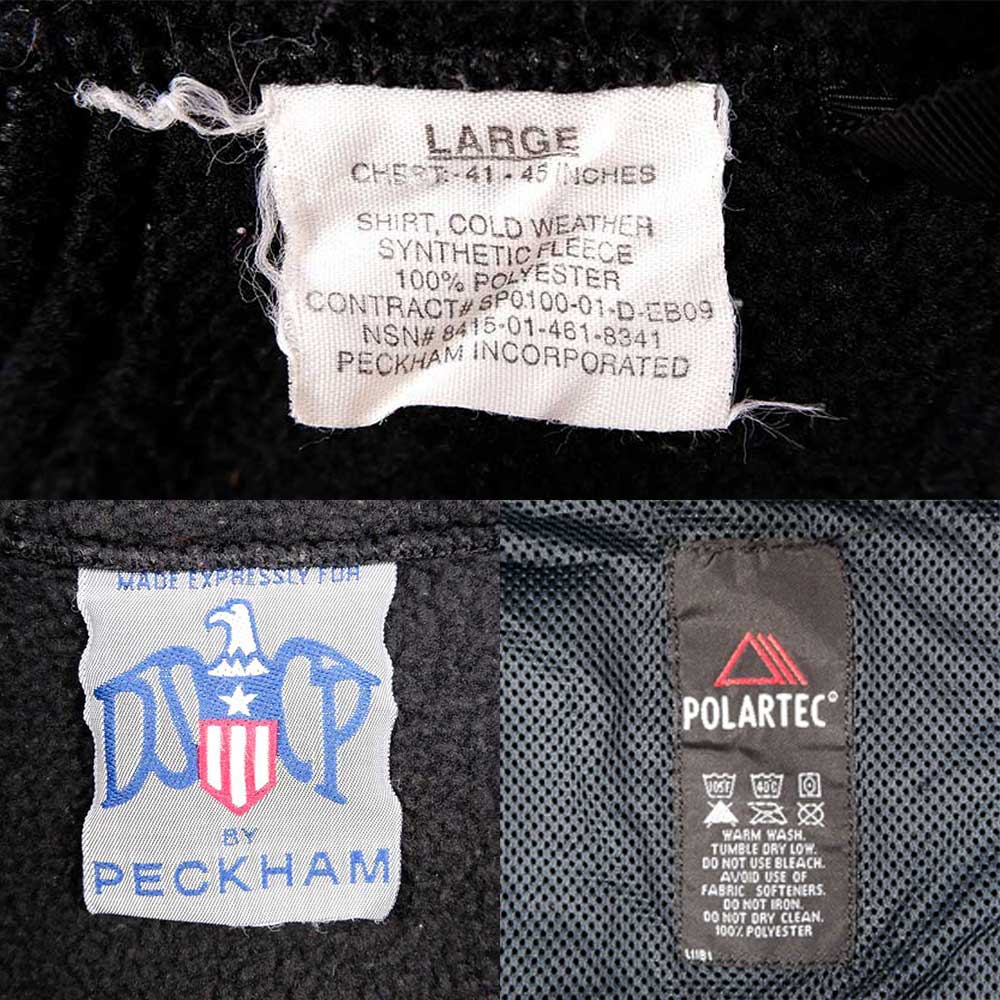 LARGE
CHEST:-41 - 45 INCHES
SHIRT, COLD WEATHER
SYNTHETIC FLEECE
100% POLYESTER
CONTRACT# SP0100-01-D-EB09
NSN# 8415-01-461-8341
PECKHAM INCORPORATED
MADE EXPRESSLY FOR
DSCP
BY
PECKHAM
POLARTEC®
105F 40C
WARM WASH.
TUMBLE DRY LOW.
DO NOT USE BLEACH.
AVOID USE OF
FABRIC SOFTENERS.
DO NOT IRON.
DO NOT DRY CLEAN.
100% POLYESTER